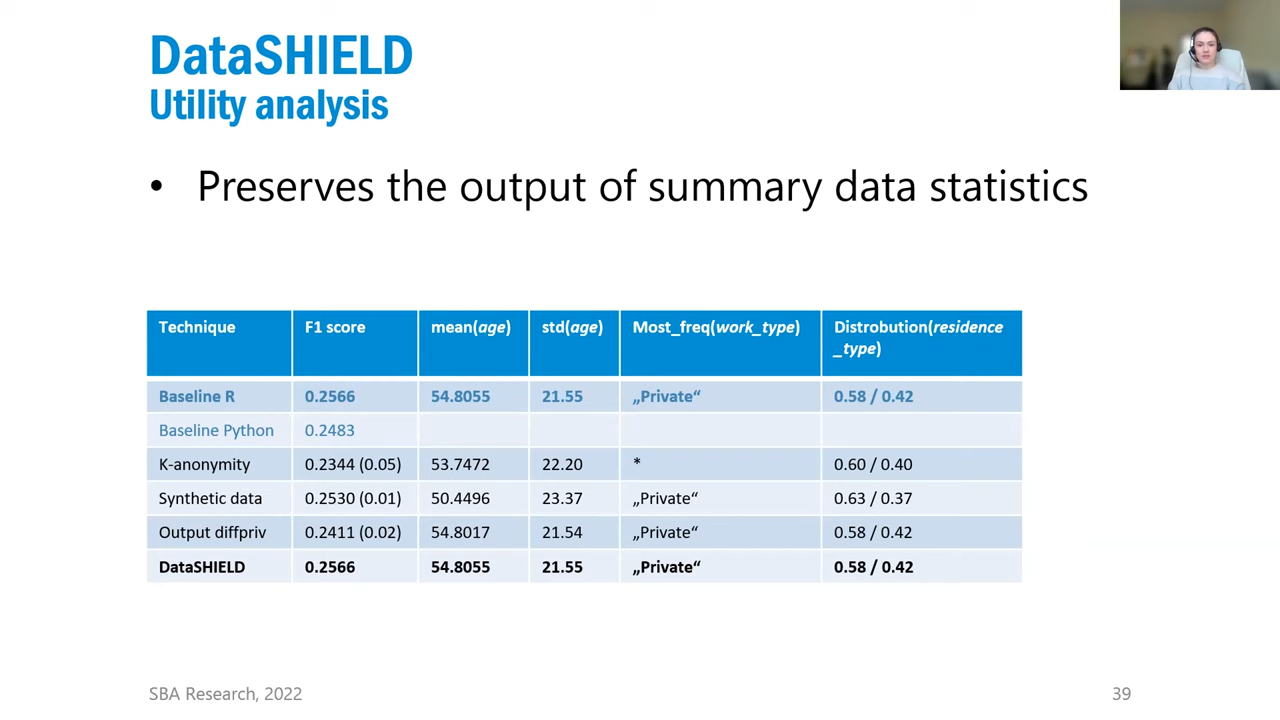 DataSHIELD
Utility analysis
• Preserves the output of summary data statistics
Technique F1 score mean(age) std(age) Most_freq(work_type) Distrobution(residence
_type)
Baseline R 0.2566 54.8055 21.55 „Private“ 0.58 / 0.42
Baseline Python 0.2483
K-anonymity 0.2344 (0.05) 53.7472 22.20 * 0.60 / 0.40
Synthetic data 0.2530 (0.01) 50.4496 23.37 „Private“ 0.63 / 0.37
Output diffpriv 0.2411 (0.02) 54.8017 21.54 „Private“ 0.58 / 0.42
DataSHIELD 0.2566 54.8055 21.55 „Private“ 0.58 / 0.42
SBA Research, 2022 39